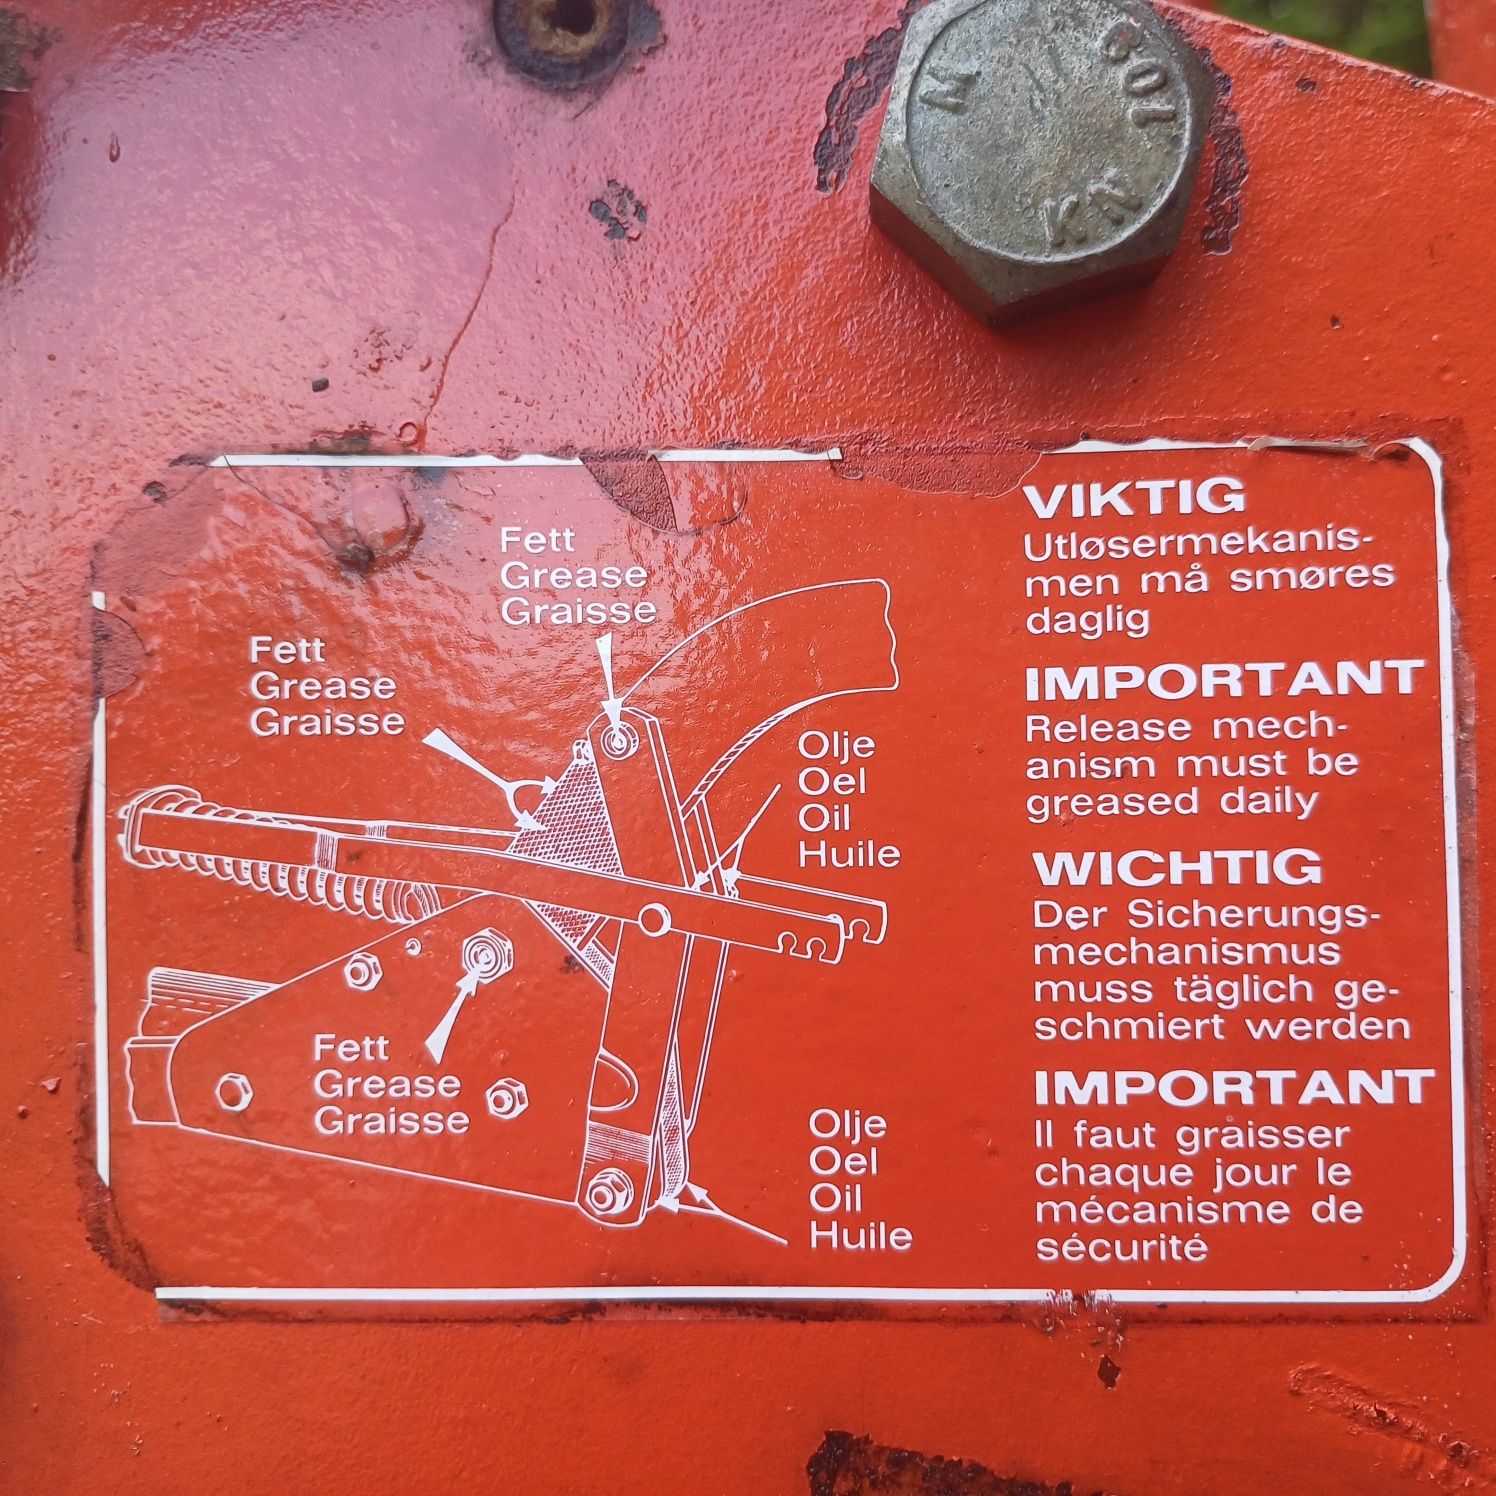 M 801
KN
VIKTIG
Utløsermekanis-
men må smøres
daglig
IMPORTANT
Release mech-
anism must be
greased daily
WICHTIG
Der Sicherungs-
mechanismus
muss täglich ge-
schmiert werden
IMPORTANT
Il faut graisser
chaque jour le
mécanisme de
sécurité
Fett
Grease
Graisse
Fett
Grease
Graisse
Olje
Oel
Oil
Huile
Fett
Grease
Graisse
Olje
Oel
Oil
Huile